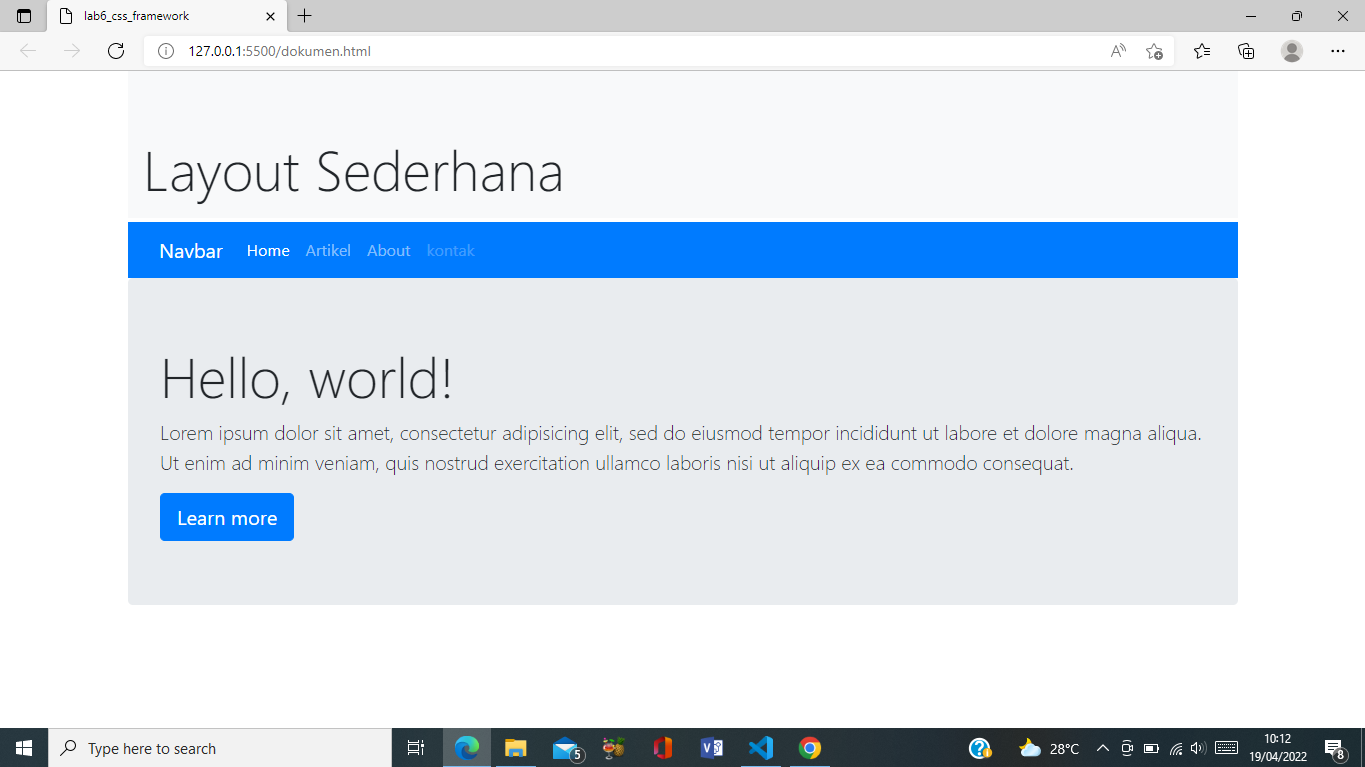 lab6_css_framework
127.0.0.1:5500/dokumen.html
Layout Sederhana
Navbar Home Artikel About kontak
Hello, world!
Lorem ipsum dolor sit amet, consectetur adipisicing elit, sed do eiusmod tempor incididunt ut labore et dolore magna aliqua.
Ut enim ad minim veniam, quis nostrud exercitation ullamco laboris nisi ut aliquip ex ea commodo consequat.
Learn more
Type here to search
5
28°C
10:12
19/04/2022
8